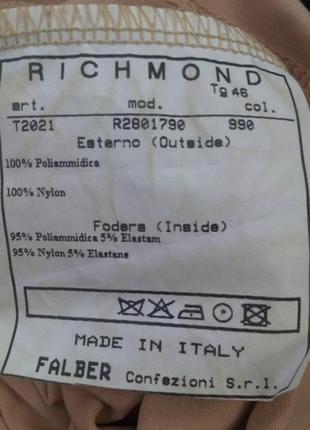 RICHMOND
Tg 46
art. mod. col.
T2021 R2801790 990
Esterno (Outside)
100% Poliammidica
100% Nylon
Fodera (Inside)
95% Poliammidica 5% Elastam
95% Nylon 5% Elastane
MADE IN ITALY
FALBER Confezioni S.r.l.